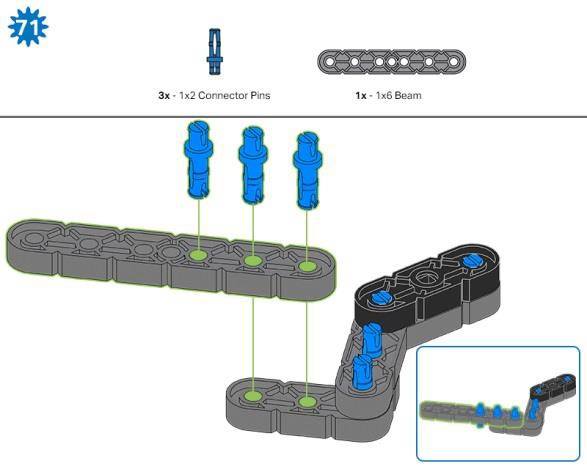 71
3x - 1x2 Connector Pins
1x - 1x6 Beam